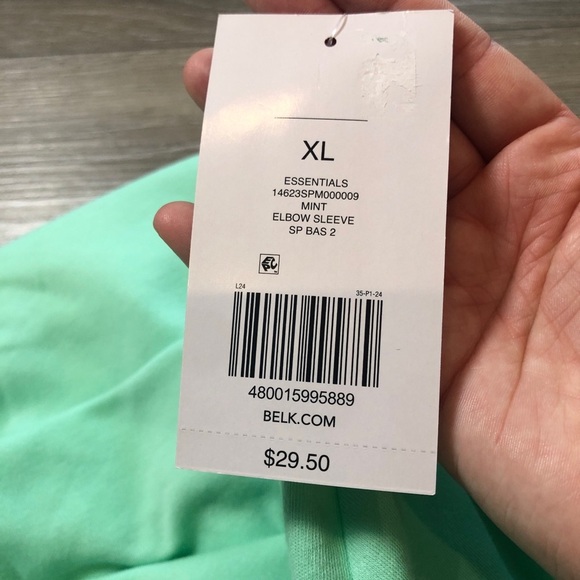 XL
ESSENTIALS
14623SPM000009
MINT
ELBOW SLEEVE
SP BAS 2
L24 35-P1-24
480015995889
BELK.COM
$29.50